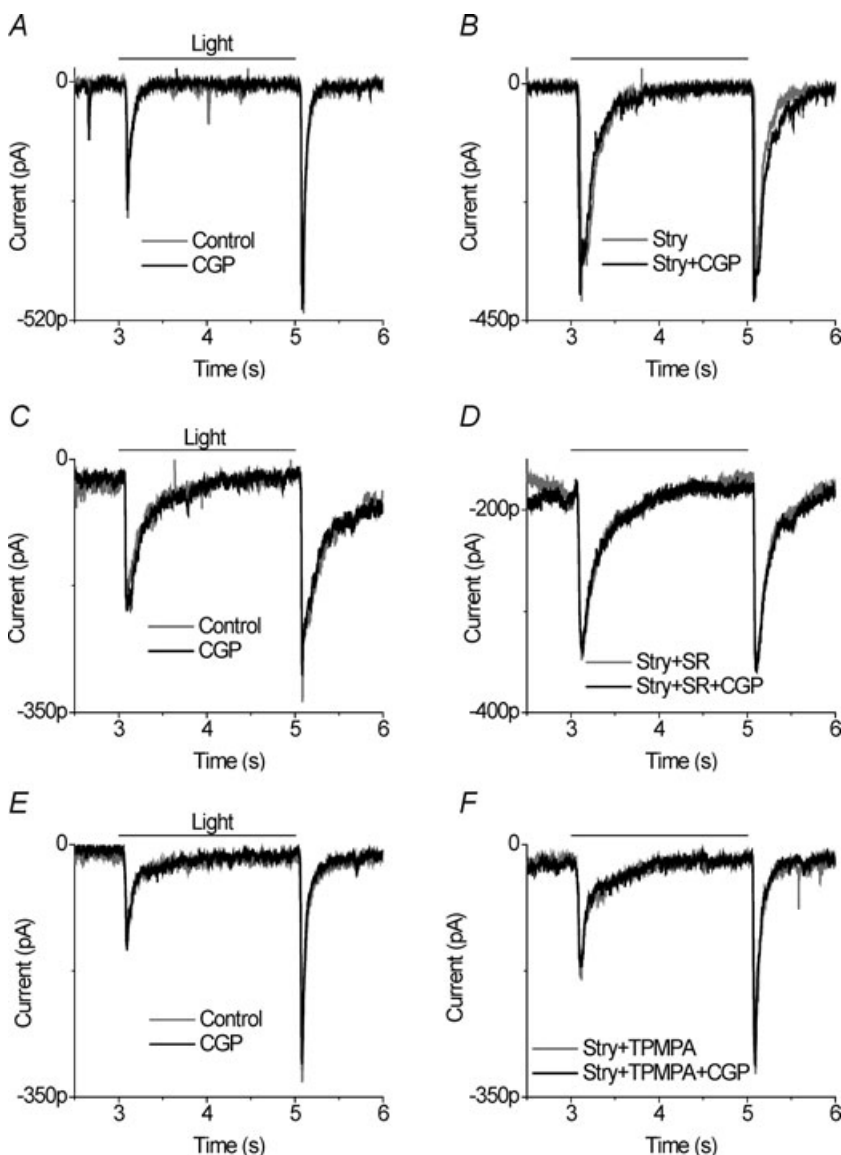 A
Light
0
Current (pA)
Control
CGP
-520p
3 4 5 6
Time (s)
B
0
Current (pA)
Stry
Stry+CGP
-450p
3 4 5 6
Time (s)
C
Light
0
Current (pA)
Control
CGP
-350p
3 4 5 6
Time (s)
D
-200p
Current (pA)
Stry+SR
Stry+SR+CGP
-400p
3 4 5 6
Time (s)
E
Light
0
Current (pA)
Control
CGP
-350p
3 4 5 6
Time (s)
F
0
Current (pA)
Stry+TPMPA
Stry+TPMPA+CGP
-350p
3 4 5 6
Time (s)